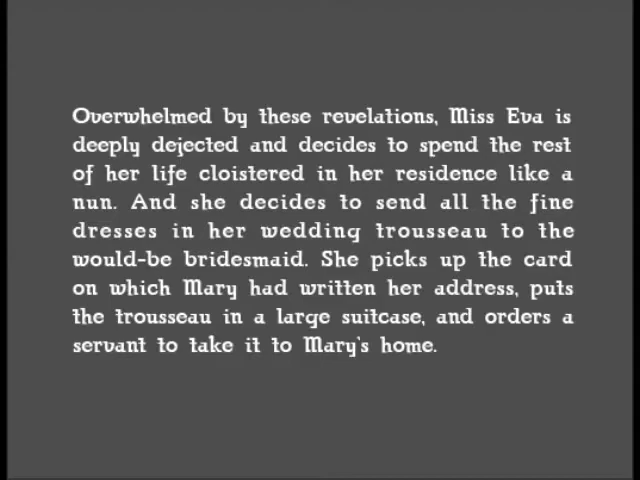 Overwhelmed by these revelations, Miss Eva is
deeply dejected and decides to spend the rest
of her life cloistered in her residence like a
nun. And she decides to send all the fine
dresses in her wedding trousseau to the
would-be bridesmaid. She picks up the card
on which Mary had written her address, puts
the trousseau in a large suitcase, and orders a
servant to take it to Mary's home.